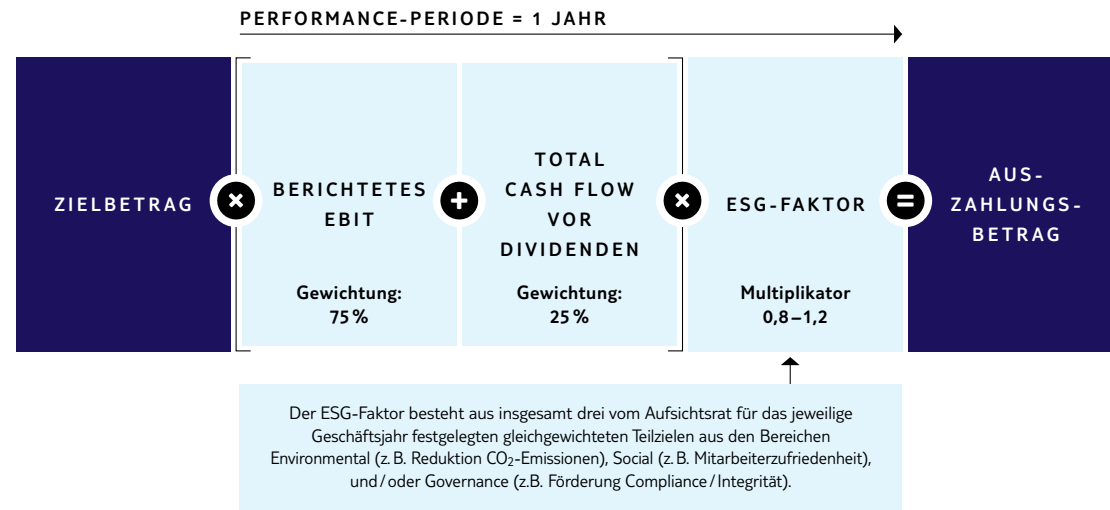 PERFORMANCE-PERIODE = 1 JAHR
ZIELBETRAG
×
BERICHTETES
EBIT
Gewichtung:
75 %
+
TOTAL
CASH FLOW
VOR
DIVIDENDEN
Gewichtung:
25 %
×
ESG-FAKTOR
Multiplikator
0,8 – 1,2
=
AUS-
ZAHLUNGS-
BETRAG
Der ESG-Faktor besteht aus insgesamt drei vom Aufsichtsrat für das jeweilige
Geschäftsjahr festgelegten gleichgewichteten Teilzielen aus den Bereichen
Environmental (z. B. Reduktion CO₂-Emissionen), Social (z. B. Mitarbeiterzufriedenheit),
und / oder Governance (z.B. Förderung Compliance / Integrität).